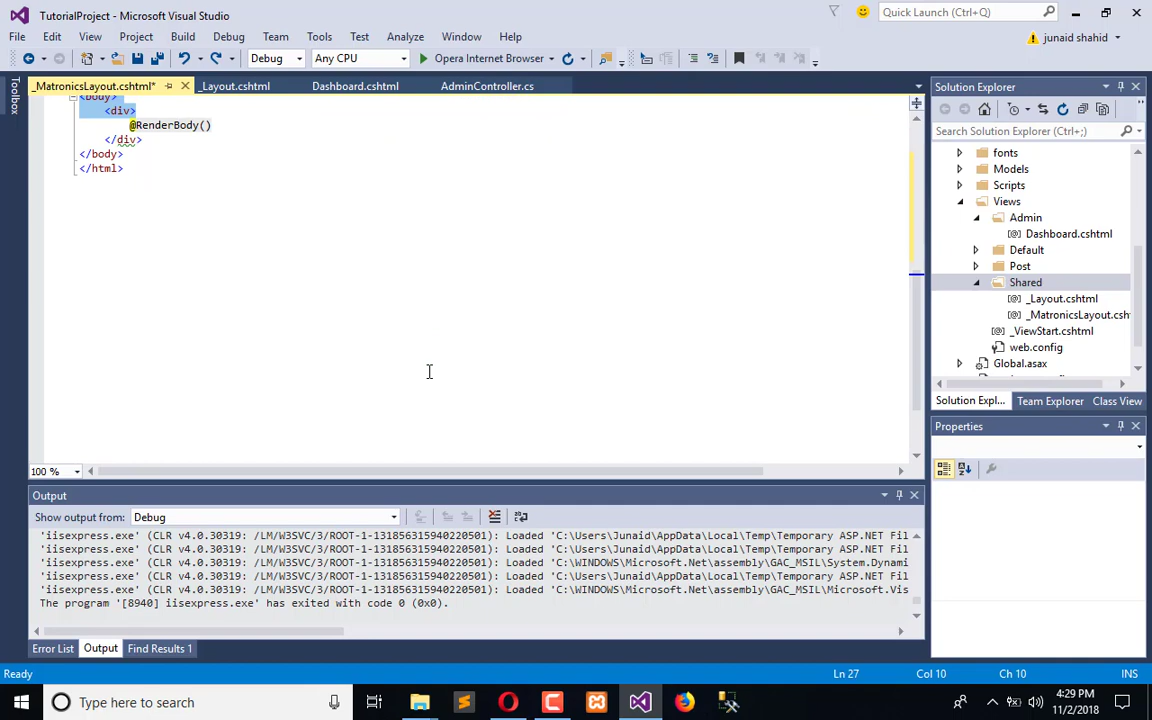 TutorialProject - Microsoft Visual Studio
Quick Launch (Ctrl+Q)
File Edit View Project Build Debug Team Tools Test Analyze Window Help
junaid shahid
Debug Any CPU Opera Internet Browser
Toolbox
_MatronicsLayout.cshtml* _Layout.cshtml Dashboard.cshtml AdminController.cs
<body>
<div>
@RenderBody()
</div>
</body>
</html>
100 %
Solution Explorer
Search Solution Explorer (Ctrl+;)
fonts
Models
Scripts
Views
Admin
[@] Dashboard.cshtml
Default
Post
Shared
[@] _Layout.cshtml
[@] _MatronicsLayout.csh
[@] _ViewStart.cshtml
web.config
Global.asax
Solution Expl... Team Explorer Class View
Properties
Output
Show output from: Debug
'iisexpress.exe' (CLR v4.0.30319: /LM/W3SVC/3/ROOT-1-131856315940220501): Loaded 'C:\Users\Junaid\AppData\Local\Temp\Temporary ASP.NET Fil
'iisexpress.exe' (CLR v4.0.30319: /LM/W3SVC/3/ROOT-1-131856315940220501): Loaded 'C:\Users\Junaid\AppData\Local\Temp\Temporary ASP.NET Fil
'iisexpress.exe' (CLR v4.0.30319: /LM/W3SVC/3/ROOT-1-131856315940220501): Loaded 'C:\WINDOWS\Microsoft.Net\assembly\GAC_MSIL\System.Dynami
'iisexpress.exe' (CLR v4.0.30319: /LM/W3SVC/3/ROOT-1-131856315940220501): Loaded 'C:\Users\Junaid\AppData\Local\Temp\Temporary ASP.NET Fil
'iisexpress.exe' (CLR v4.0.30319: /LM/W3SVC/3/ROOT-1-131856315940220501): Loaded 'C:\WINDOWS\Microsoft.Net\assembly\GAC_MSIL\Microsoft.Vis
The program '[8940] iisexpress.exe' has exited with code 0 (0x0).
Error List Output Find Results 1
Ready Ln 27 Col 10 Ch 10 INS
Type here to search
4:29 PM
11/2/2018